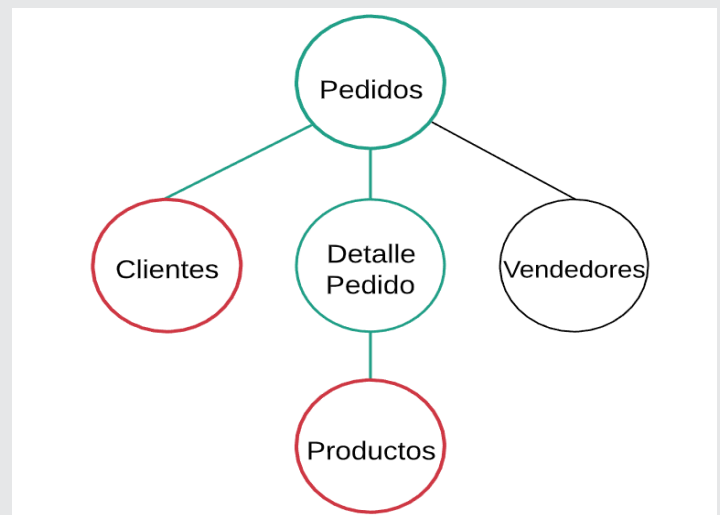 Pedidos
Clientes
Detalle
Pedido
Vendedores
Productos